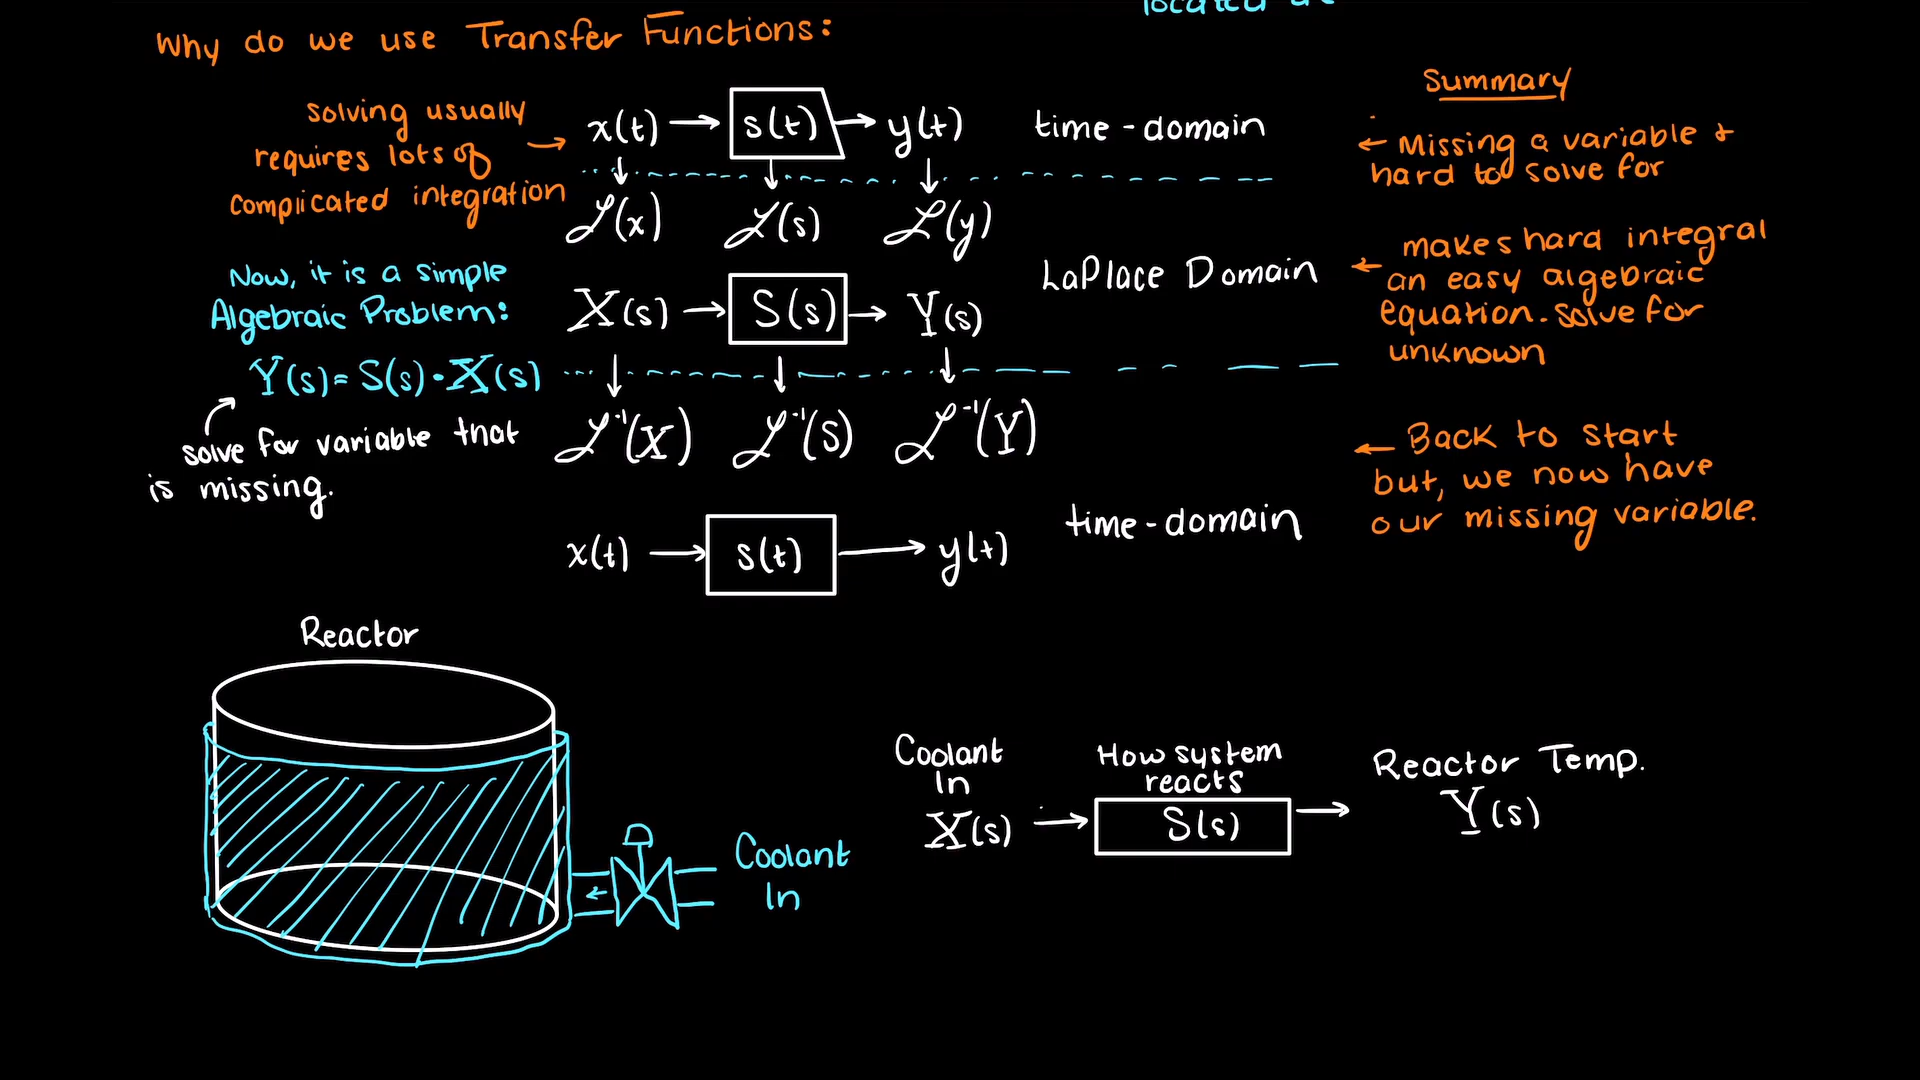 located at
Why do we use Transfer Functions:
Summary
solving usually
requires lots of
complicated integration
→ x(t) → s(t) → y(t)
time-domain
← Missing a variable &
hard to solve for
ℒ(x) ℒ(s) ℒ(y)
Now, it is a simple
Algebraic Problem:
X(s) → S(s) → Y(s)
LaPlace Domain
← makes hard integral
an easy algebraic
equation. solve for
unknown
Y(s) = S(s) • X(s)
solve for variable that
is missing.
ℒ⁻¹(X) ℒ⁻¹(S) ℒ⁻¹(Y)
← Back to start
but, we now have
our missing variable.
x(t) → s(t) → y(t)
time-domain
Reactor
Coolant
In
Coolant
In
X(s) →
How system
reacts
S(s) →
Reactor Temp.
Y(s)